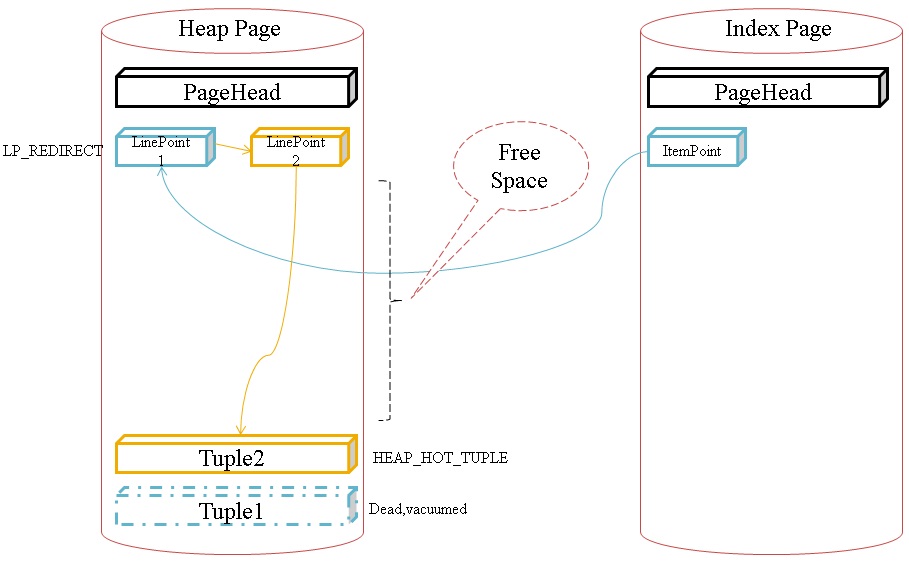 Heap Page
Index Page
PageHead
PageHead
LP_REDIRECT
LinePoint
1
LinePoint
2
ItemPoint
Free
Space
Tuple2
HEAP_HOT_TUPLE
Tuple1
Dead,vacuumed